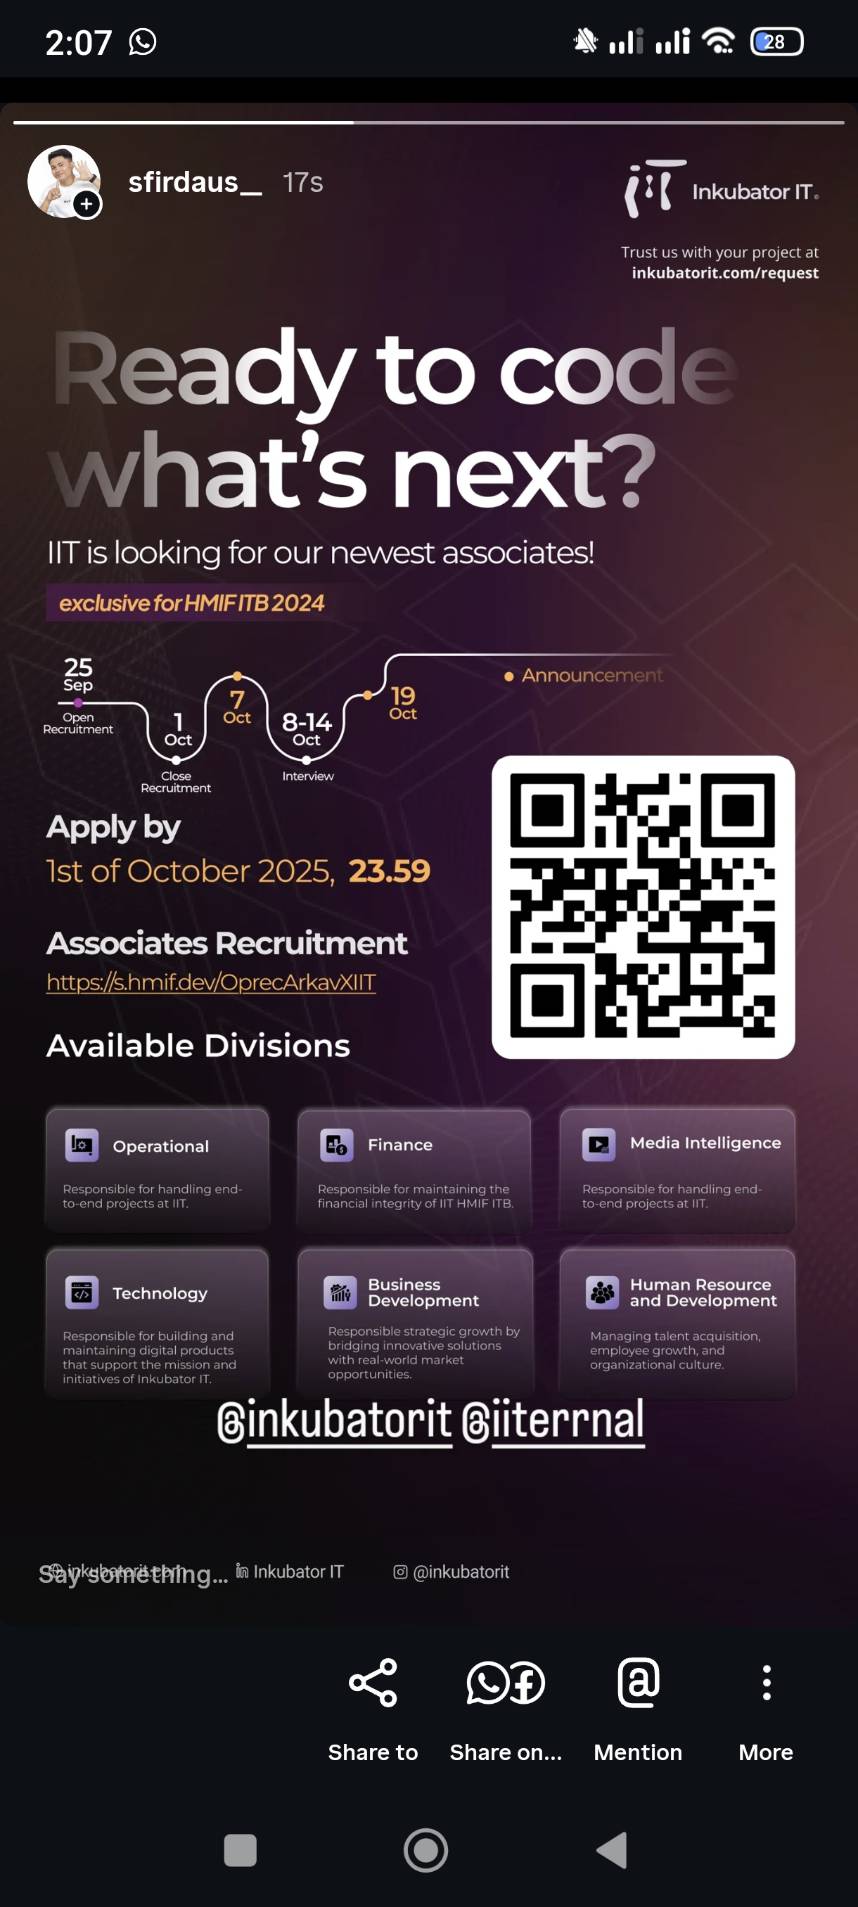 2:07
28
sfirdaus__ 17s
Inkubator IT.
Trust us with your project at
inkubatorit.com/request
Ready to code
what's next?
IIT is looking for our newest associates!
exclusive for HMIF ITB 2024
25
Sep
Open
Recruitment
1
Oct
Close
Recruitment
7
Oct
8-14
Oct
Interview
19
Oct
Announcement
Apply by
1st of October 2025, 23.59
Associates Recruitment
https://s.hmif.dev/OprecArkavXIIT
Available Divisions
Operational
Responsible for handling end-
to-end projects at IIT.
Finance
Responsible for maintaining the
financial integrity of IIT HMIF ITB.
Media Intelligence
Responsible for handling end-
to-end projects at IIT.
Technology
Responsible for building and
maintaining digital products
that support the mission and
initiatives of Inkubator IT.
Business
Development
Responsible strategic growth by
bridging innovative solutions
with real-world market
opportunities.
Human Resource
and Development
Managing talent acquisition,
employee growth, and
organizational culture.
@inkubatorit @iiterrnal
Say something...
inkubatorit.com
Inkubator IT
@inkubatorit
Share to
Share on...
Mention
More